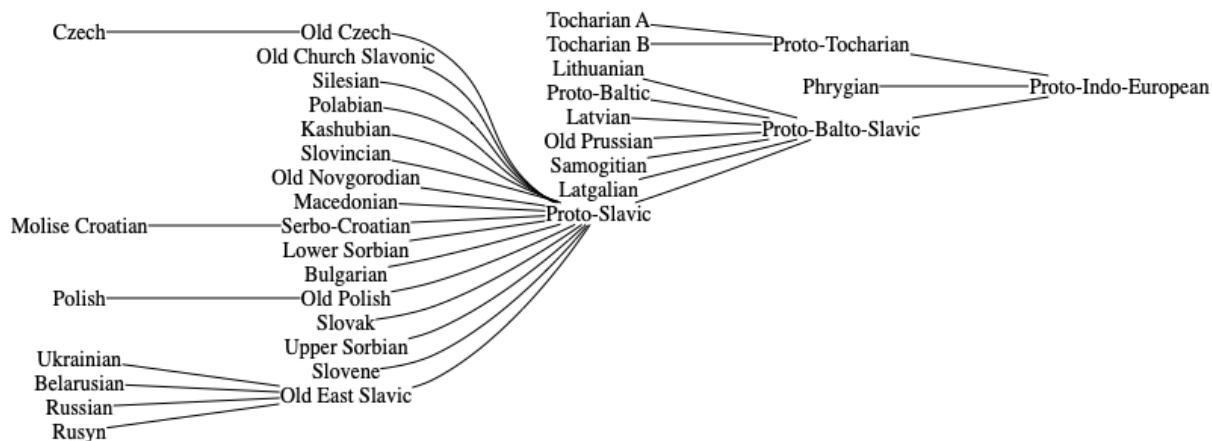 Czech
Molise Croatian
Polish
Ukrainian
Belarusian
Russian
Rusyn
Old Czech
Old Church Slavonic
Silesian
Polabian
Kashubian
Slovincian
Old Novgorodian
Macedonian
Serbo-Croatian
Lower Sorbian
Bulgarian
Old Polish
Slovak
Upper Sorbian
Slovene
Old East Slavic
Tocharian A
Tocharian B
Lithuanian
Proto-Baltic
Latvian
Old Prussian
Samogitian
Latgalian
Proto-Slavic
Proto-Tocharian
Phrygian
Proto-Balto-Slavic
Proto-Indo-European